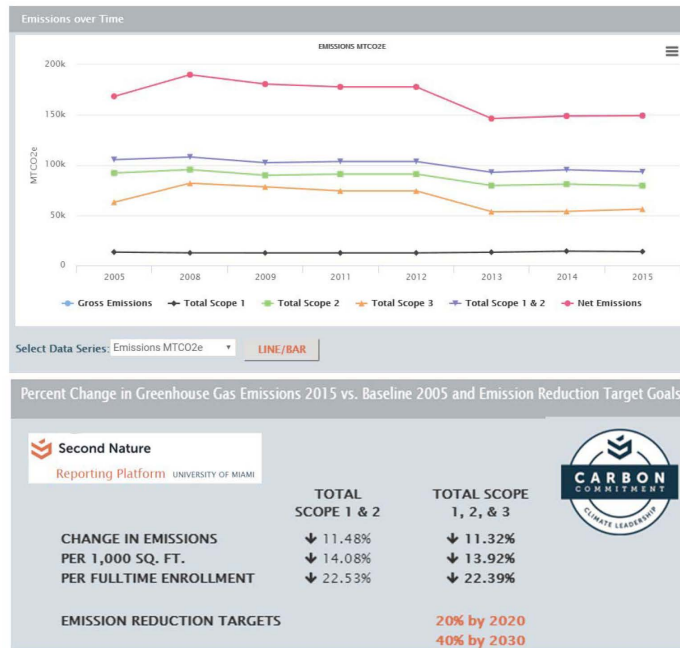 Emissions over Time
EMISSIONS MTCO2E
200k
150k
100k
50k
0
MTCO2e
2005 2008 2009 2011 2012 2013 2014 2015
Gross Emissions Total Scope 1 Total Scope 2 Total Scope 3 Total Scope 1 & 2 Net Emissions
Select Data Series: Emissions MTCO2e LINE/BAR
Percent Change in Greenhouse Gas Emissions 2015 vs. Baseline 2005 and Emission Reduction Target Goals
Second Nature
Reporting Platform UNIVERSITY OF MIAMI
CARBON
COMMITMENT
CLIMATE LEADERSHIP
TOTAL TOTAL SCOPE
SCOPE 1 & 2 1, 2, & 3
CHANGE IN EMISSIONS ↓ 11.48% ↓ 11.32%
PER 1,000 SQ. FT. ↓ 14.08% ↓ 13.92%
PER FULLTIME ENROLLMENT ↓ 22.53% ↓ 22.39%
EMISSION REDUCTION TARGETS 20% by 2020
40% by 2030